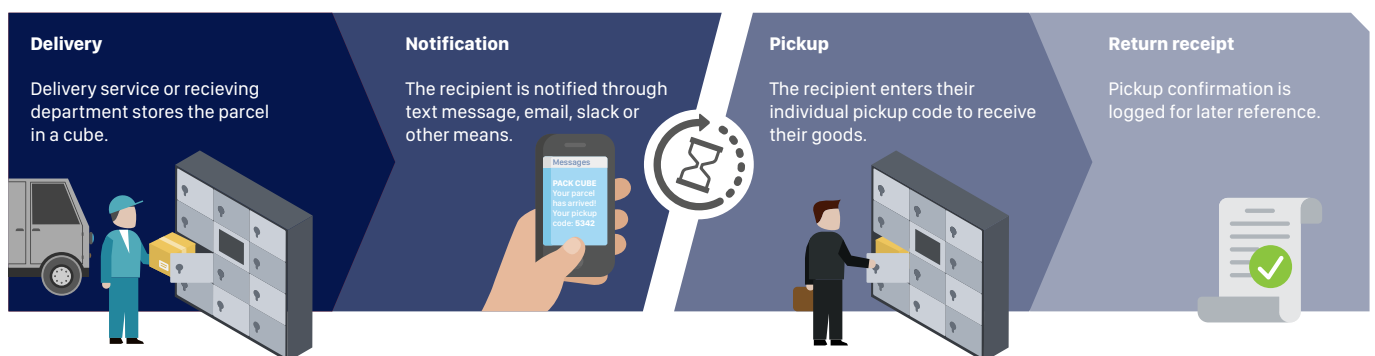 Delivery
Delivery service or recieving
department stores the parcel
in a cube.
Notification
The recipient is notified through
text message, email, slack or
other means.
Messages
PACK CUBE
Your parcel
has arrived!
Your pickup
code: 5342
Pickup
The recipient enters their
individual pickup code to receive
their goods.
Return receipt
Pickup confirmation is
logged for later reference.